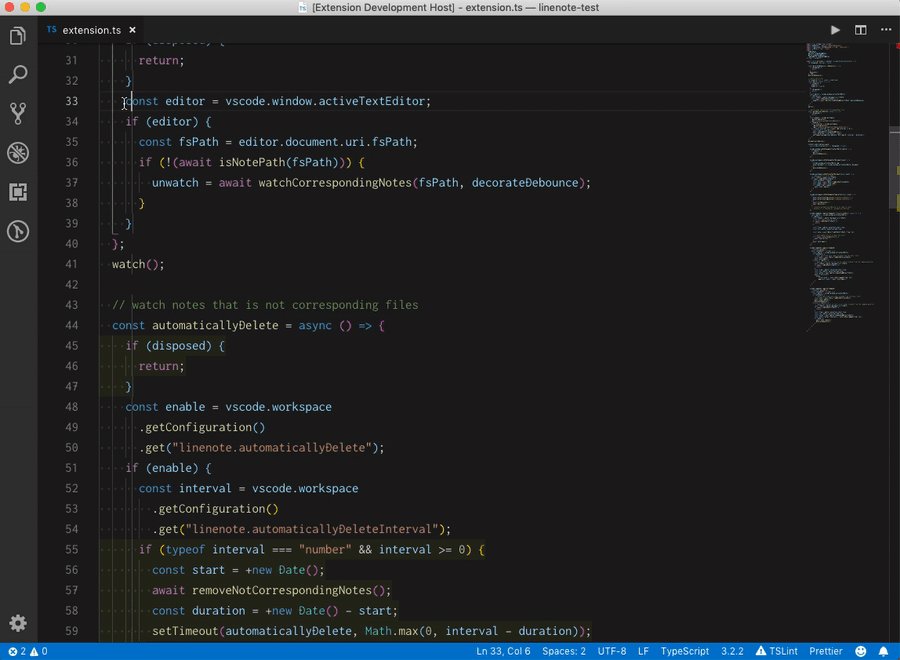 [Extension Development Host] - extension.ts — linenote-test
TS extension.ts ×
31 return;
32 }
33 const editor = vscode.window.activeTextEditor;
34 if (editor) {
35 const fsPath = editor.document.uri.fsPath;
36 if (!(await isNotePath(fsPath))) {
37 unwatch = await watchCorrespondingNotes(fsPath, decorateDebounce);
38 }
39 }
40 };
41 watch();
42
43 // watch notes that is not corresponding files
44 const automaticallyDelete = async () => {
45 if (disposed) {
46 return;
47 }
48 const enable = vscode.workspace
49 .getConfiguration()
50 .get("linenote.automaticallyDelete");
51 if (enable) {
52 const interval = vscode.workspace
53 .getConfiguration()
54 .get("linenote.automaticallyDeleteInterval");
55 if (typeof interval === "number" && interval >= 0) {
56 const start = +new Date();
57 await removeNotCorrespondingNotes();
58 const duration = +new Date() - start;
59 setTimeout(automaticallyDelete, Math.max(0, interval - duration));
2 0 Ln 33, Col 6 Spaces: 2 UTF-8 LF TypeScript 3.2.2 TSLint Prettier